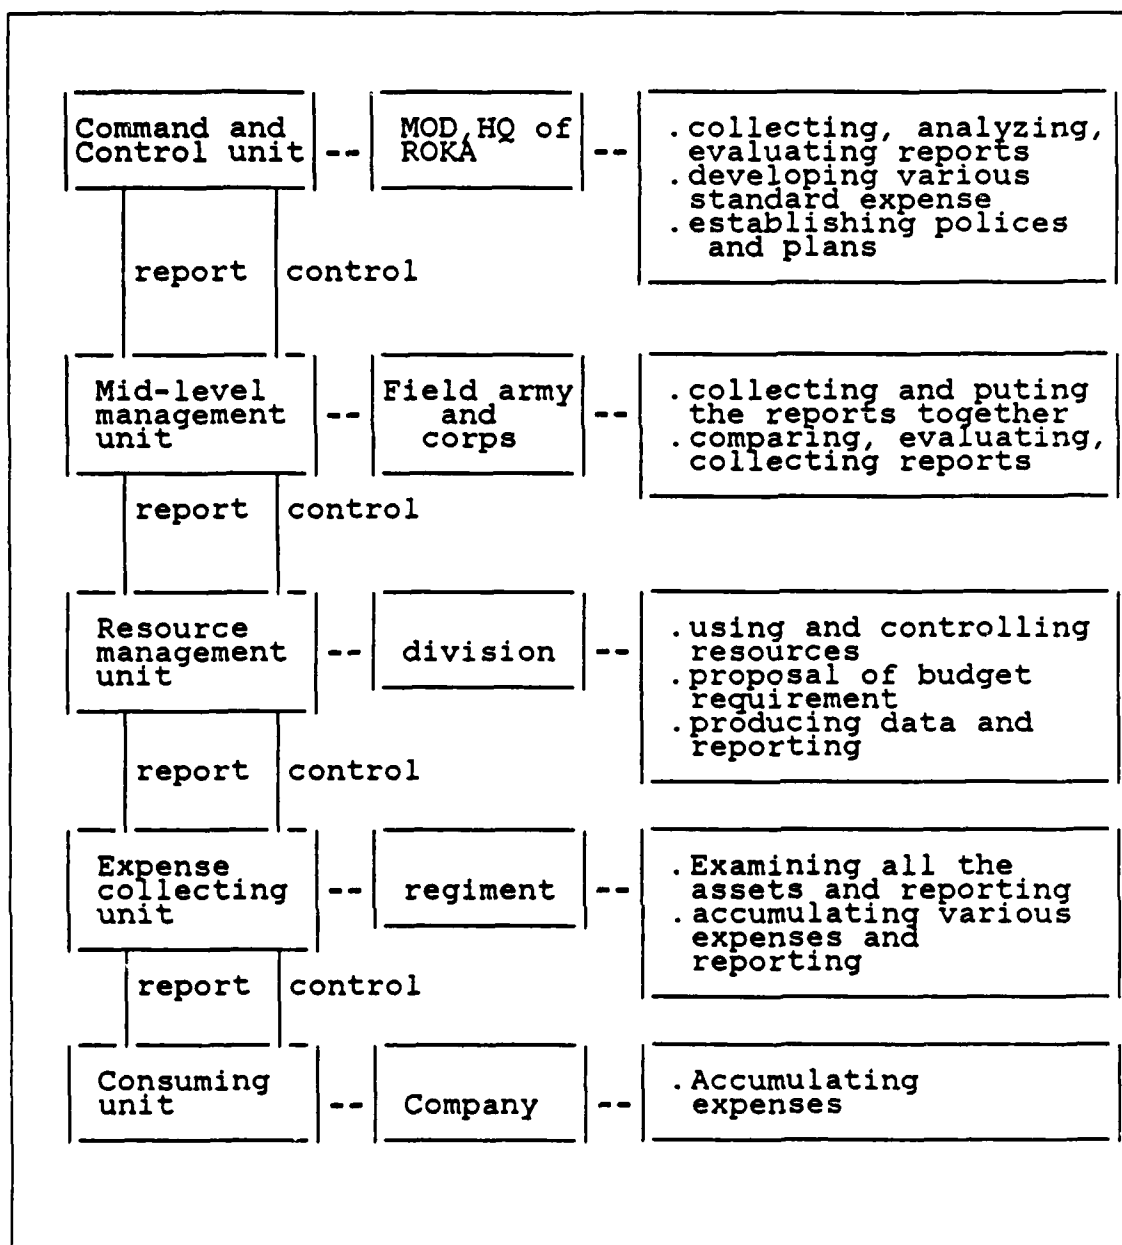 Command and
Control unit
--
MOD,HQ of
ROKA
--
.collecting, analyzing,
evaluating reports
.developing various
standard expense
.establishing polices
and plans
report
control
Mid-level
management
unit
--
Field army
and
corps
--
.collecting and puting
the reports together
.comparing, evaluating,
collecting reports
report
control
Resource
management
unit
--
division
--
.using and controlling
resources
.proposal of budget
requirement
.producing data and
reporting
report
control
Expense
collecting
unit
--
regiment
--
.Examining all the
assets and reporting
.accumulating various
expenses and
reporting
report
control
Consuming
unit
--
Company
--
.Accumulating
expenses